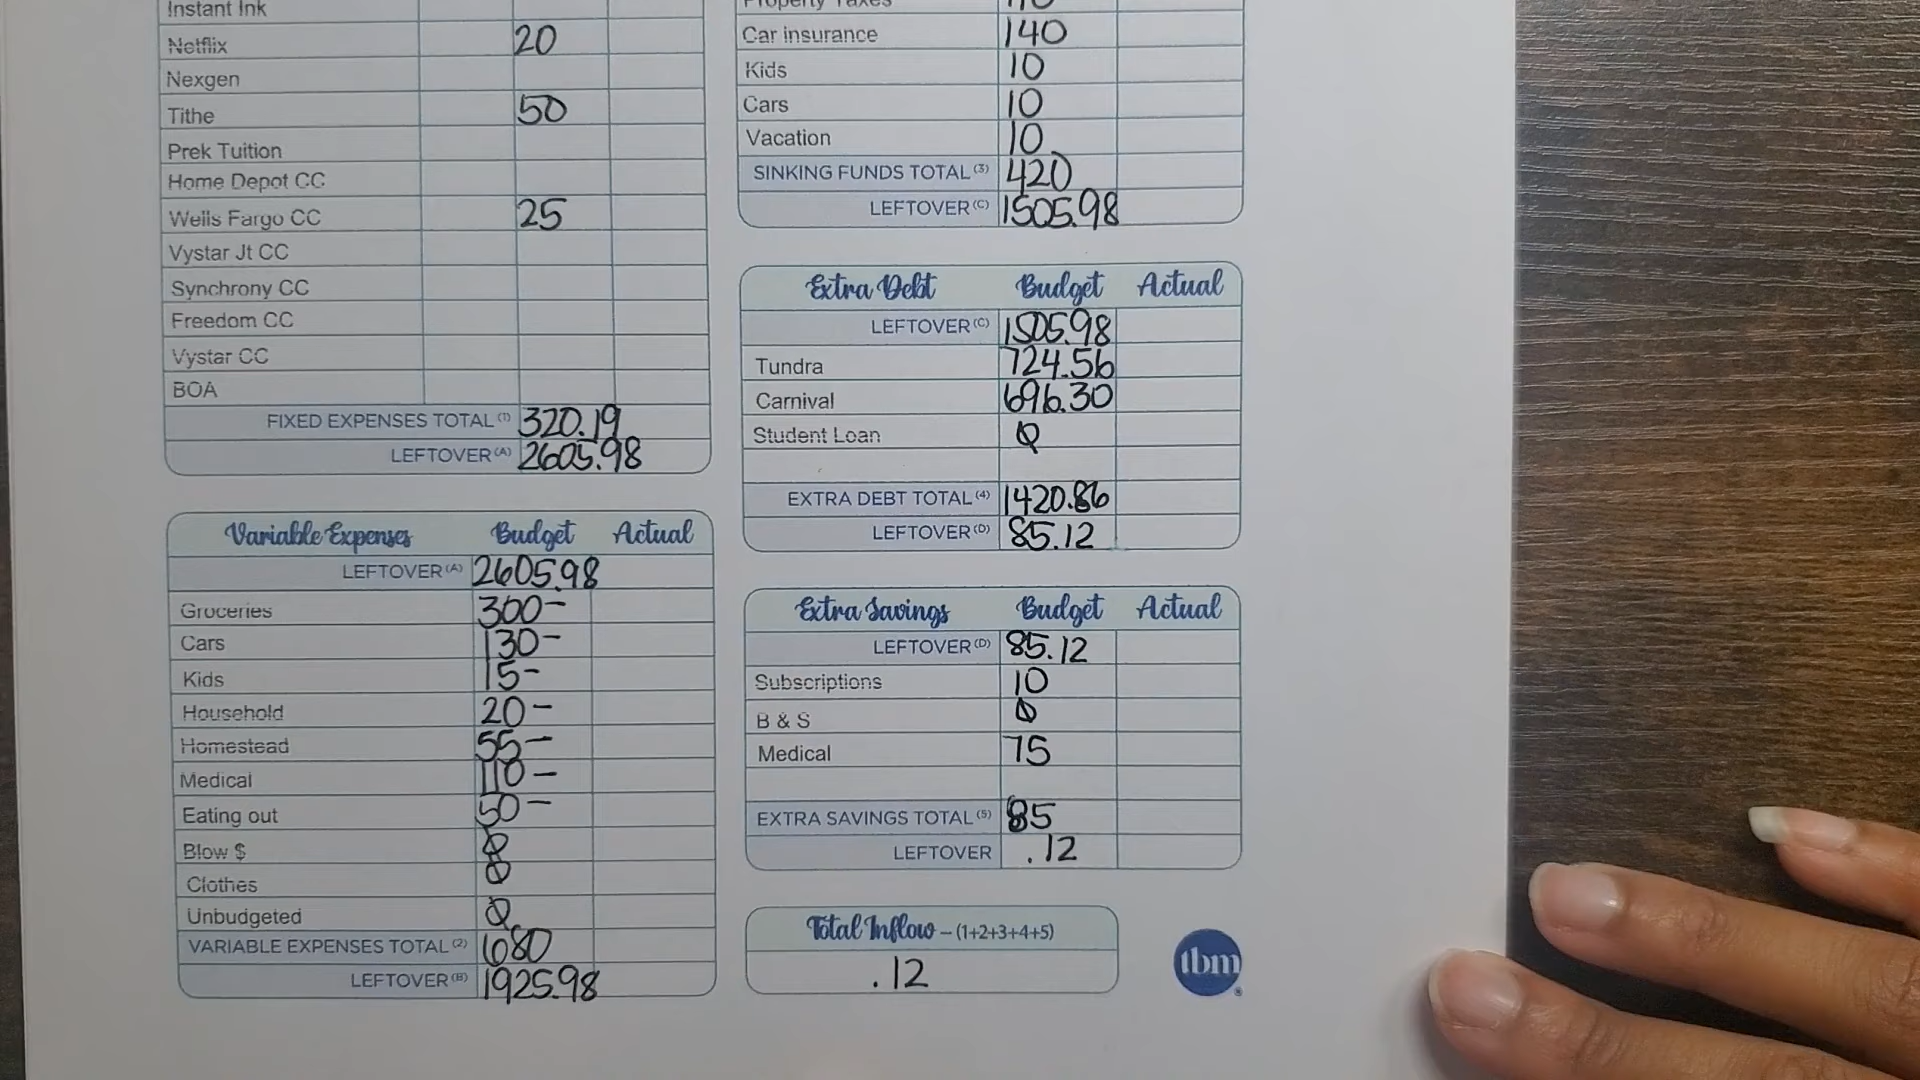 Instant Ink
Netflix 20
Nexgen
Tithe 50
Prek Tuition
Home Depot CC
Wells Fargo CC 25
Vystar Jt CC
Synchrony CC
Freedom CC
Vystar CC
BOA
FIXED EXPENSES TOTAL (1) 320.19
LEFTOVER (A) 2605.98
Variable Expenses Budget Actual
LEFTOVER (A) 2605.98
Groceries 300-
Cars 130-
Kids 15-
Household 20-
Homestead 55-
Medical 110-
Eating out 50-
Blow $ 0
Clothes 0
Unbudgeted 0
VARIABLE EXPENSES TOTAL (2) 680
LEFTOVER (B) 1925.98
Property Taxes
Car insurance 140
Kids 10
Cars 10
Vacation 10
SINKING FUNDS TOTAL (3) 420
LEFTOVER (C) 1505.98
Extra Debt Budget Actual
LEFTOVER (C) 1505.98
Tundra 724.56
Carnival 696.30
Student Loan 0
EXTRA DEBT TOTAL (4) 1420.86
LEFTOVER (D) 85.12
Extra Savings Budget Actual
LEFTOVER (D) 85.12
Subscriptions 10
B & S 0
Medical 75
EXTRA SAVINGS TOTAL (5) 85
LEFTOVER .12
Total Inflow - (1+2+3+4+5)
.12
tbm